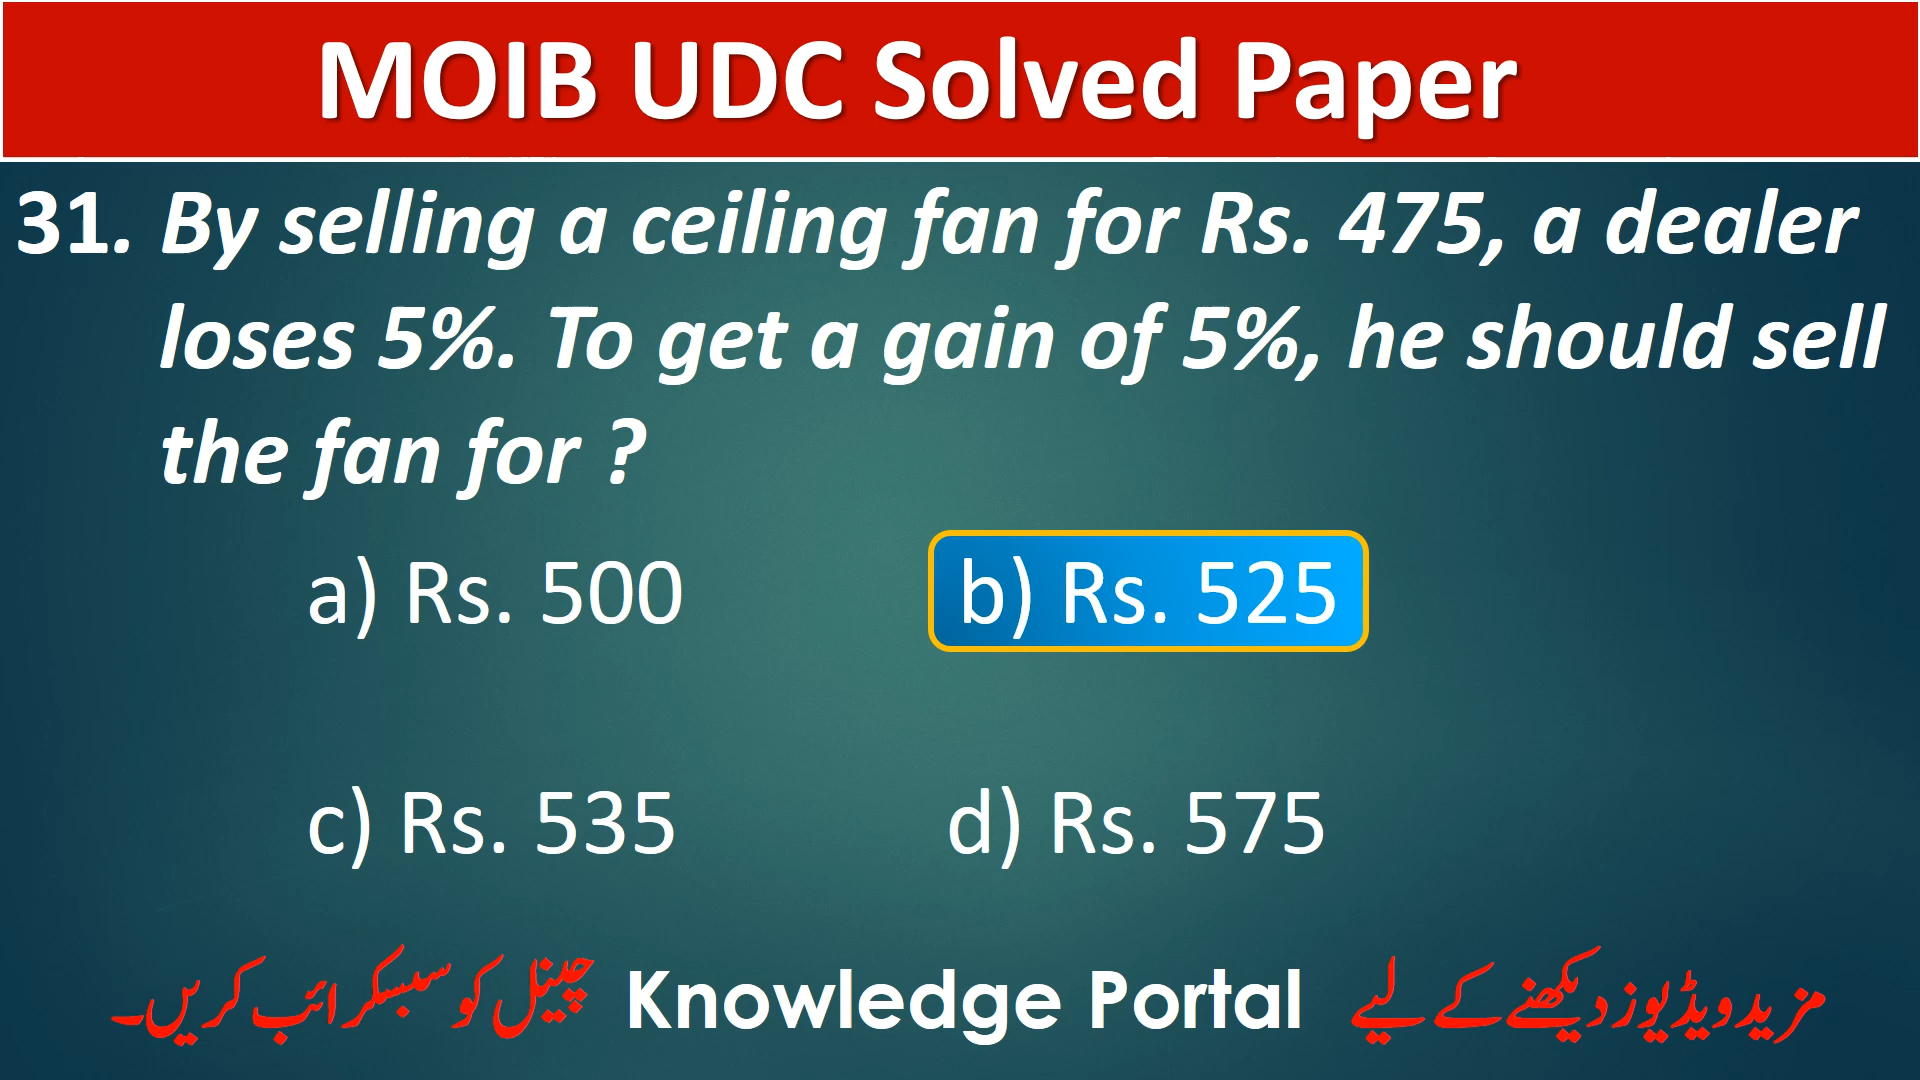 MOIB UDC Solved Paper
31. By selling a ceiling fan for Rs. 475, a dealer
loses 5%. To get a gain of 5%, he should sell
the fan for ?
a) Rs. 500 b) Rs. 525
c) Rs. 535 d) Rs. 575
مزید ویڈیوز دیکھنے کے لیے Knowledge Portal چینل کو سبسکرائب کریں۔